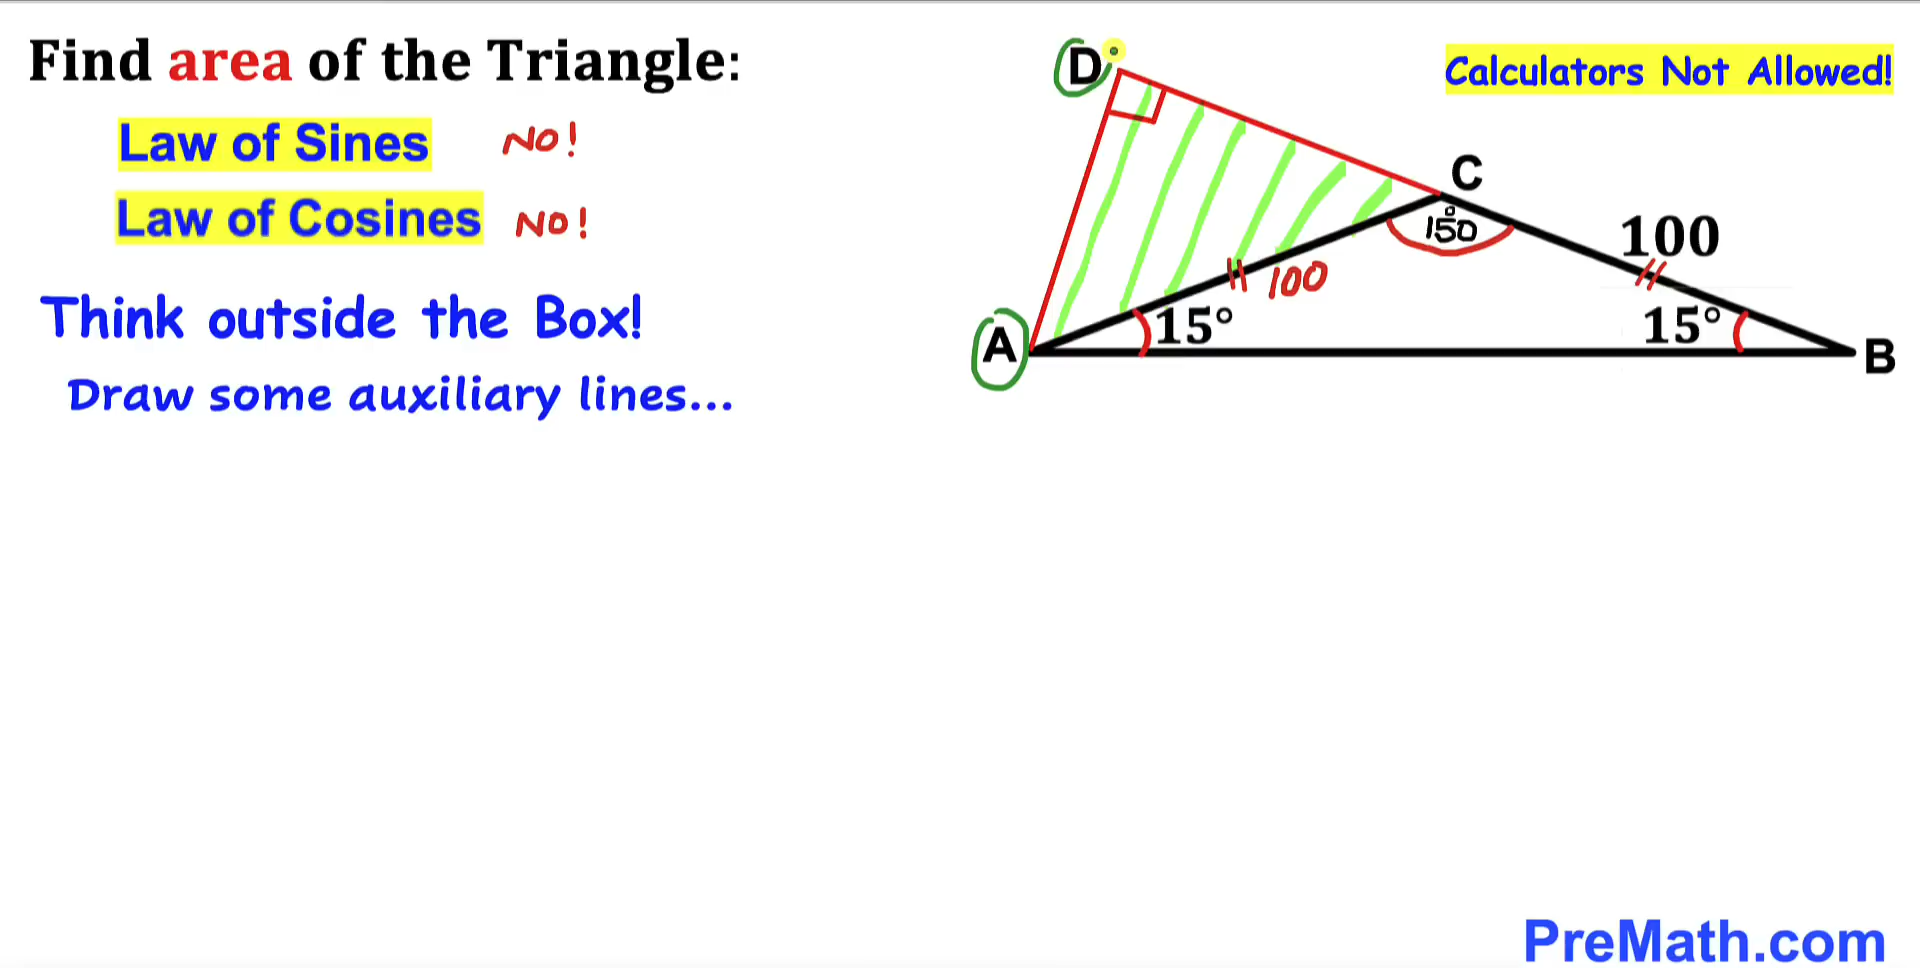 Find area of the Triangle:
Calculators Not Allowed!
Law of Sines NO!
Law of Cosines NO!
Think outside the Box!
Draw some auxiliary lines...
D
C
150°
100
100
A
15°
15°
B
PreMath.com